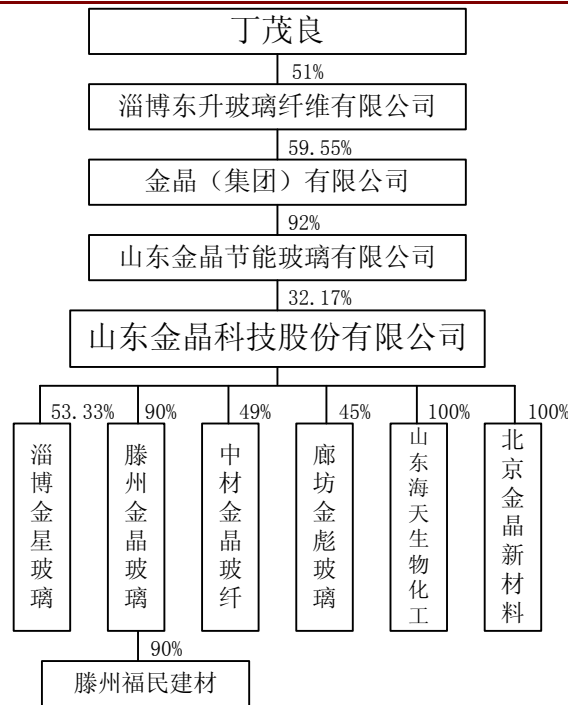 丁茂良
51%
淄博东升玻璃纤维有限公司
59.55%
金晶（集团）有限公司
92%
山东金晶节能玻璃有限公司
32.17%
山东金晶科技股份有限公司
53.33%
90%
49%
45%
100%
100%
淄博金星玻璃
滕州金晶玻璃
中材金晶玻纤
廊坊金彪玻璃
山东海天生物化工
北京金晶新材料
90%
滕州福民建材